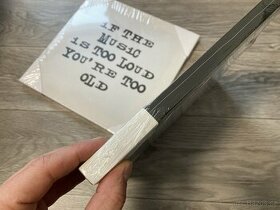 iF THE
MUSiC
iS TOO LOUD
YOU'RE TOO
OLD